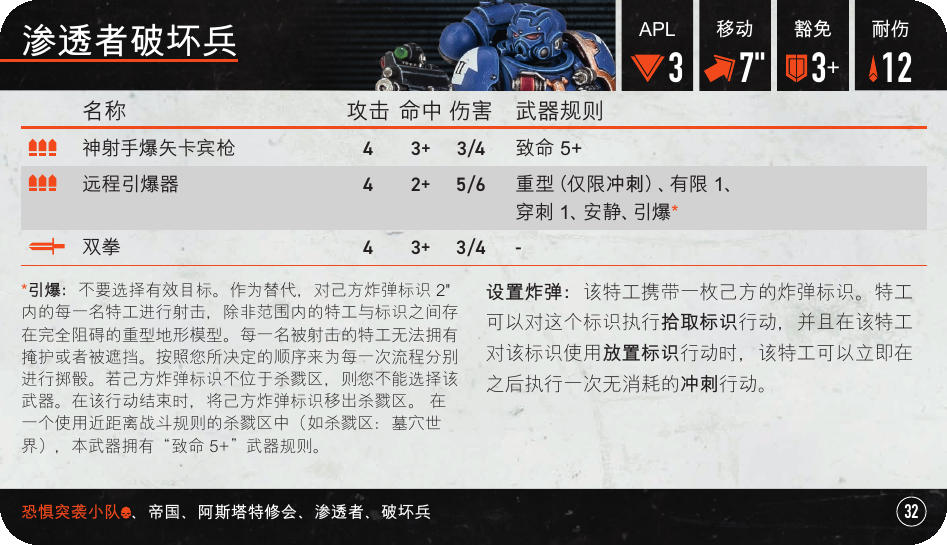 渗透者破坏兵
APL 移动 豁免 耐伤
3 7" 3+ 12
名称 攻击 命中 伤害 武器规则
神射手爆矢卡宾枪 4 3+ 3/4 致命 5+
远程引爆器 4 2+ 5/6 重型（仅限冲刺）、有限 1、
穿刺 1、安静、引爆*
双拳 4 3+ 3/4 -
*引爆：不要选择有效目标。作为替代，对己方炸弹标识 2"
内的每一名特工进行射击，除非范围内的特工与标识之间存
在完全阻碍的重型地形模型。每一名被射击的特工无法拥有
掩护或者被遮挡。按照您所决定的顺序来为每一次流程分别
进行掷骰。若己方炸弹标识不位于杀戮区，则您不能选择该
武器。在该行动结束时，将己方炸弹标识移出杀戮区。 在
一个使用近距离战斗规则的杀戮区中（如杀戮区：墓穴世
界），本武器拥有“致命 5+”武器规则。
设置炸弹：该特工携带一枚己方的炸弹标识。特工
可以对这个标识执行拾取标识行动，并且在该特工
对该标识使用放置标识行动时，该特工可以立即在
之后执行一次无消耗的冲刺行动。
恐惧突袭小队、帝国、阿斯塔特修会、渗透者、破坏兵
32